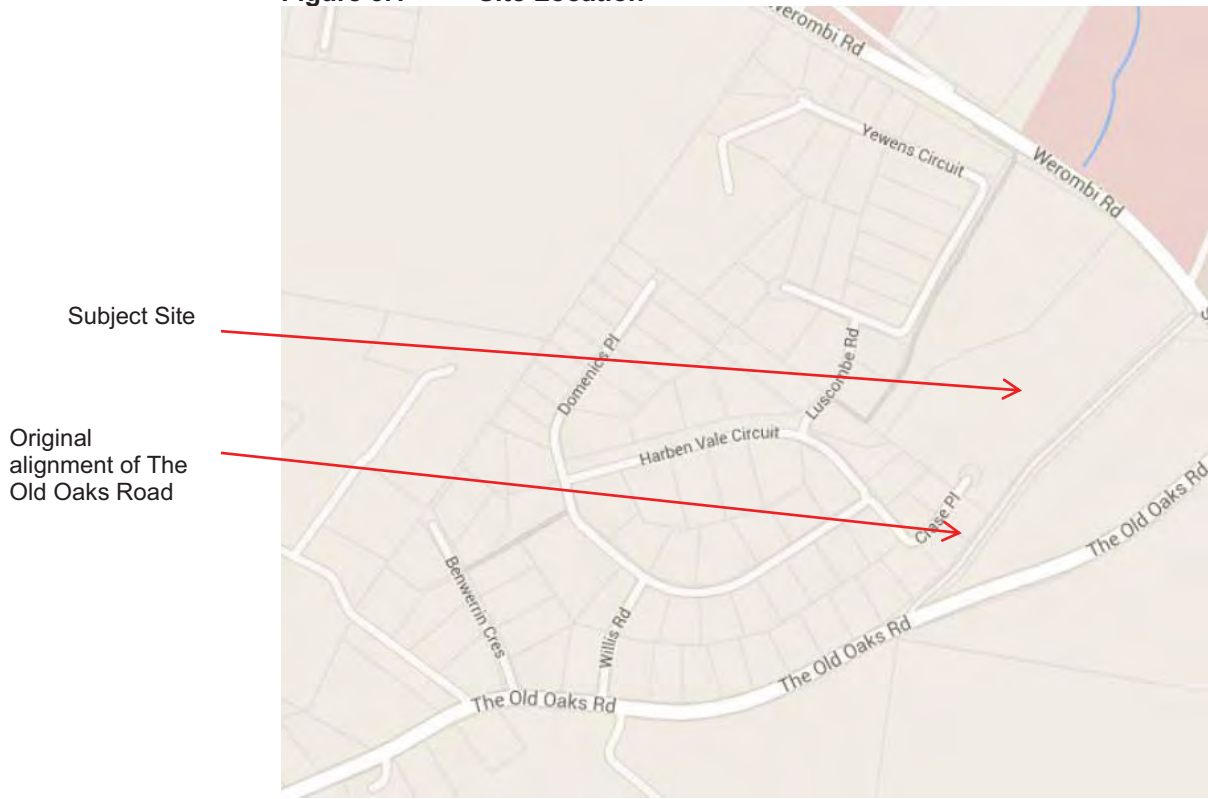 Werombi Rd
Yewens Circuit
Werombi Rd
S
Subject Site
Domenics Pl
Luscombe Rd
Original
alignment of The
Old Oaks Road
Harben Vale Circuit
Crase Pl
The Old Oaks Rd
Benwerrin Cres
Willis Rd
The Old Oaks Rd
The Old Oaks Rd